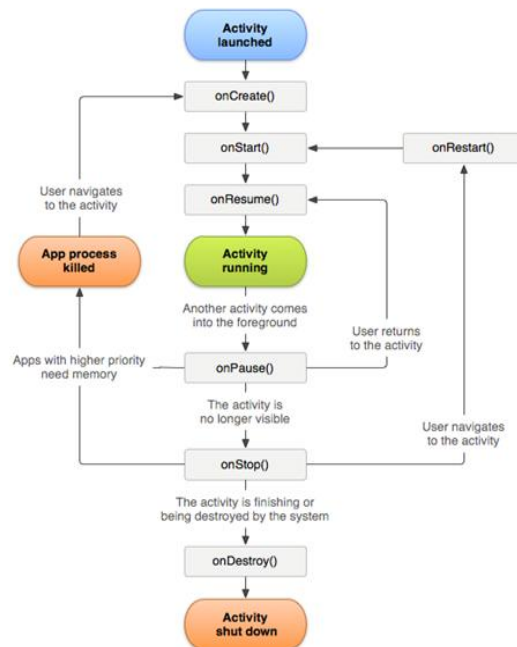 Activity
launched
onCreate()
onStart()
onRestart()
User navigates
to the activity
onResume()
App process
killed
Activity
running
Another activity comes
into the foreground
User returns
to the activity
Apps with higher priority
need memory
onPause()
The activity is
no longer visible
User navigates
to the activity
onStop()
The activity is finishing or
being destroyed by the system
onDestroy()
Activity
shut down